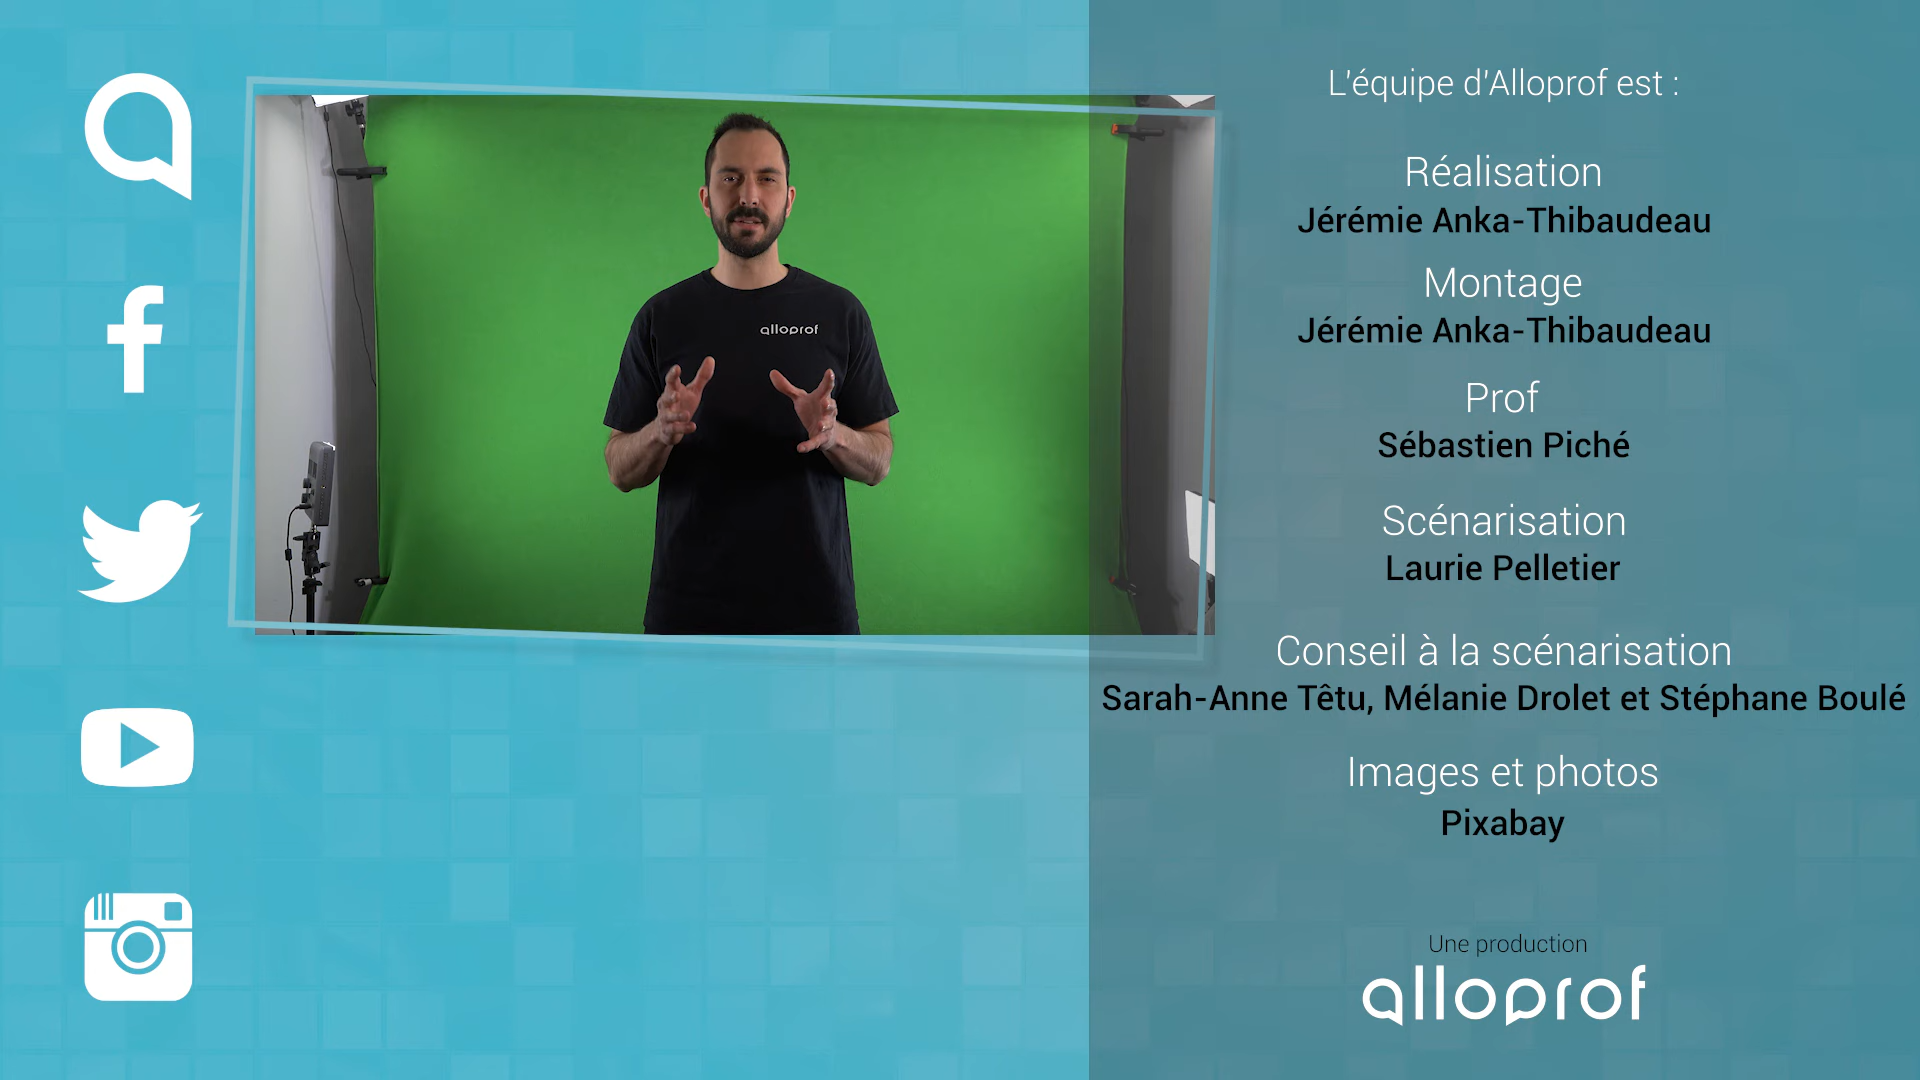 L'équipe d'Alloprof est :
Réalisation
Jérémie Anka-Thibaudeau
Montage
Jérémie Anka-Thibaudeau
Prof
Sébastien Piché
Scénarisation
Laurie Pelletier
Conseil à la scénarisation
Sarah-Anne Têtu, Mélanie Drolet et Stéphane Boulé
Images et photos
Pixabay
Une production
alloprof
alloprof